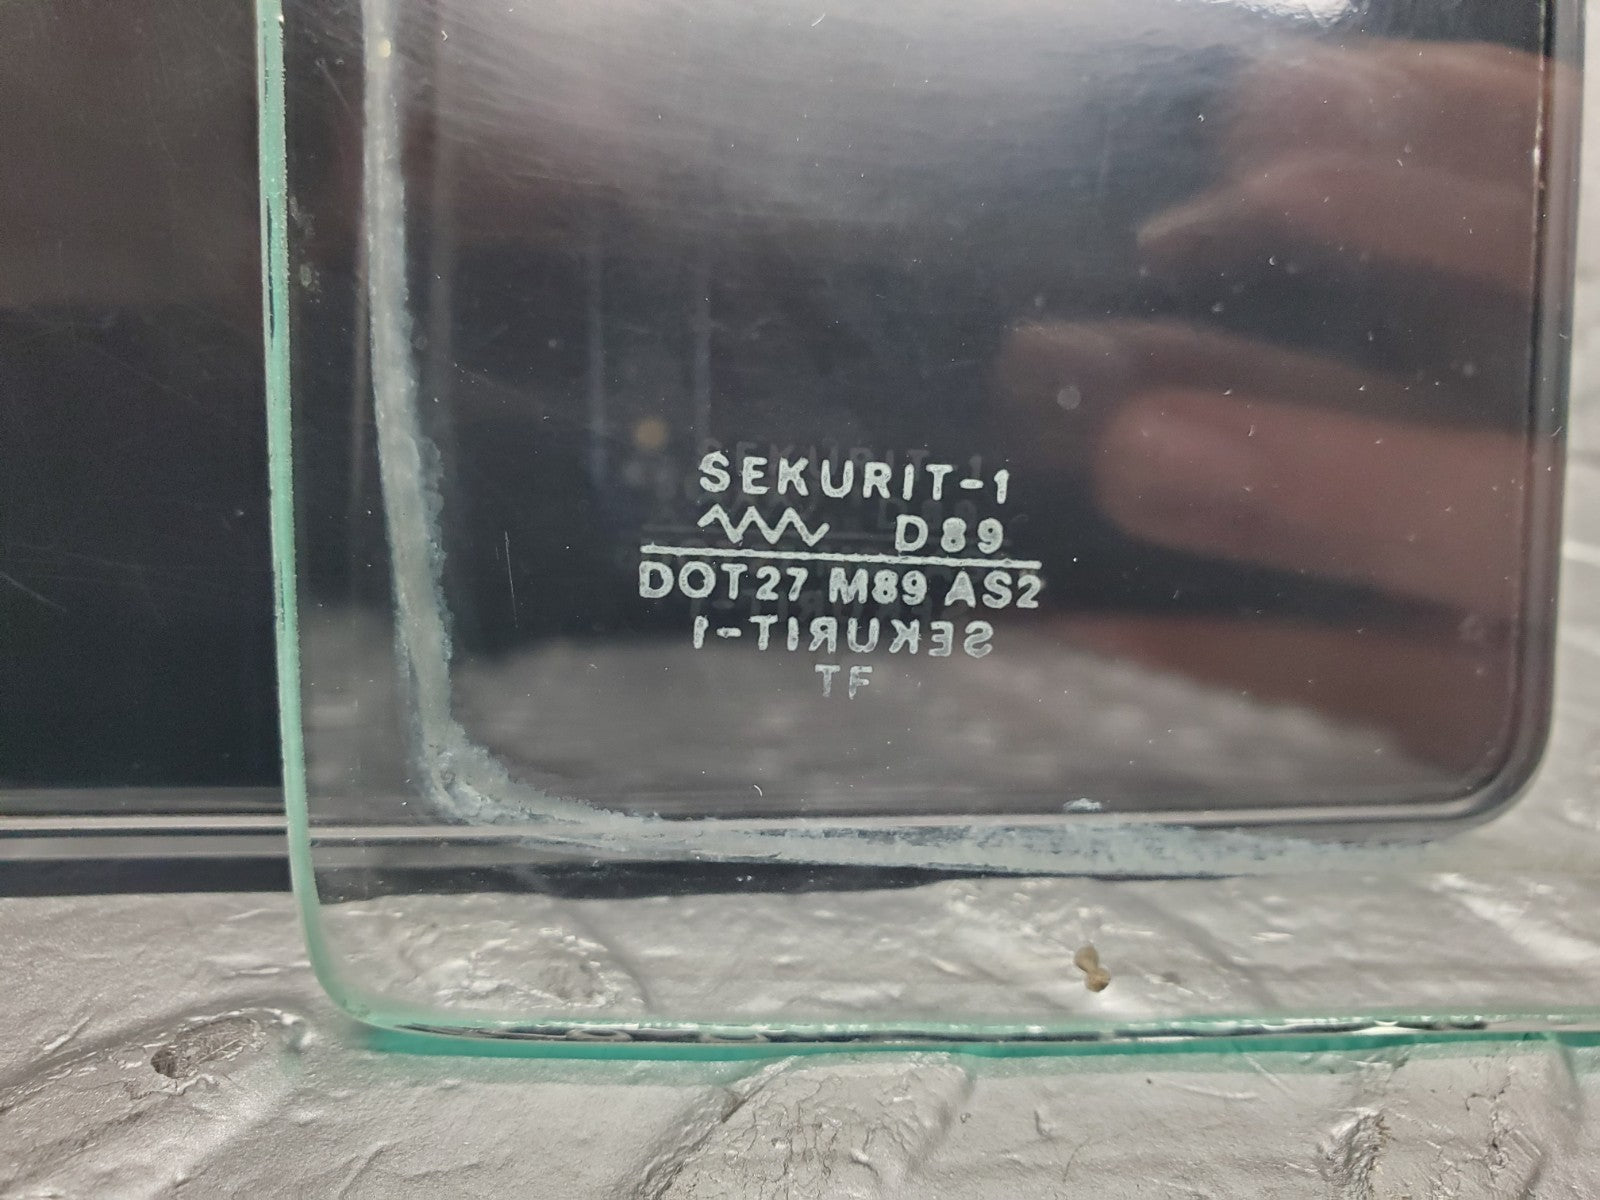 SEKURIT-1
D89
DOT27 M89 AS2
SEKURIT-1
TF